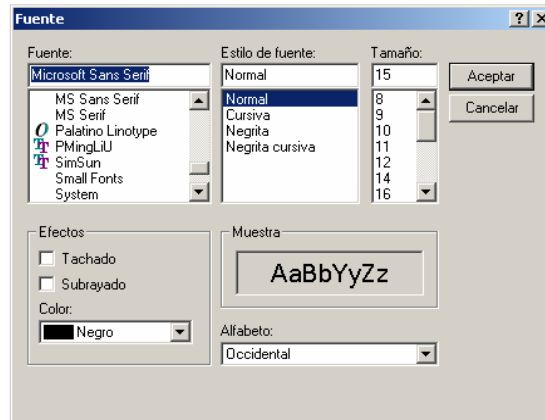 Fuente
Fuente:
Microsoft Sans Serif
MS Sans Serif
MS Serif
Palatino Linotype
PMingLiU
SimSun
Small Fonts
System
Estilo de fuente:
Normal
Normal
Cursiva
Negrita
Negrita cursiva
Tamaño:
15
8
9
10
11
12
14
16
Aceptar
Cancelar
Efectos
Tachado
Subrayado
Color:
Negro
Muestra
AaBbYyZz
Alfabeto:
Occidental